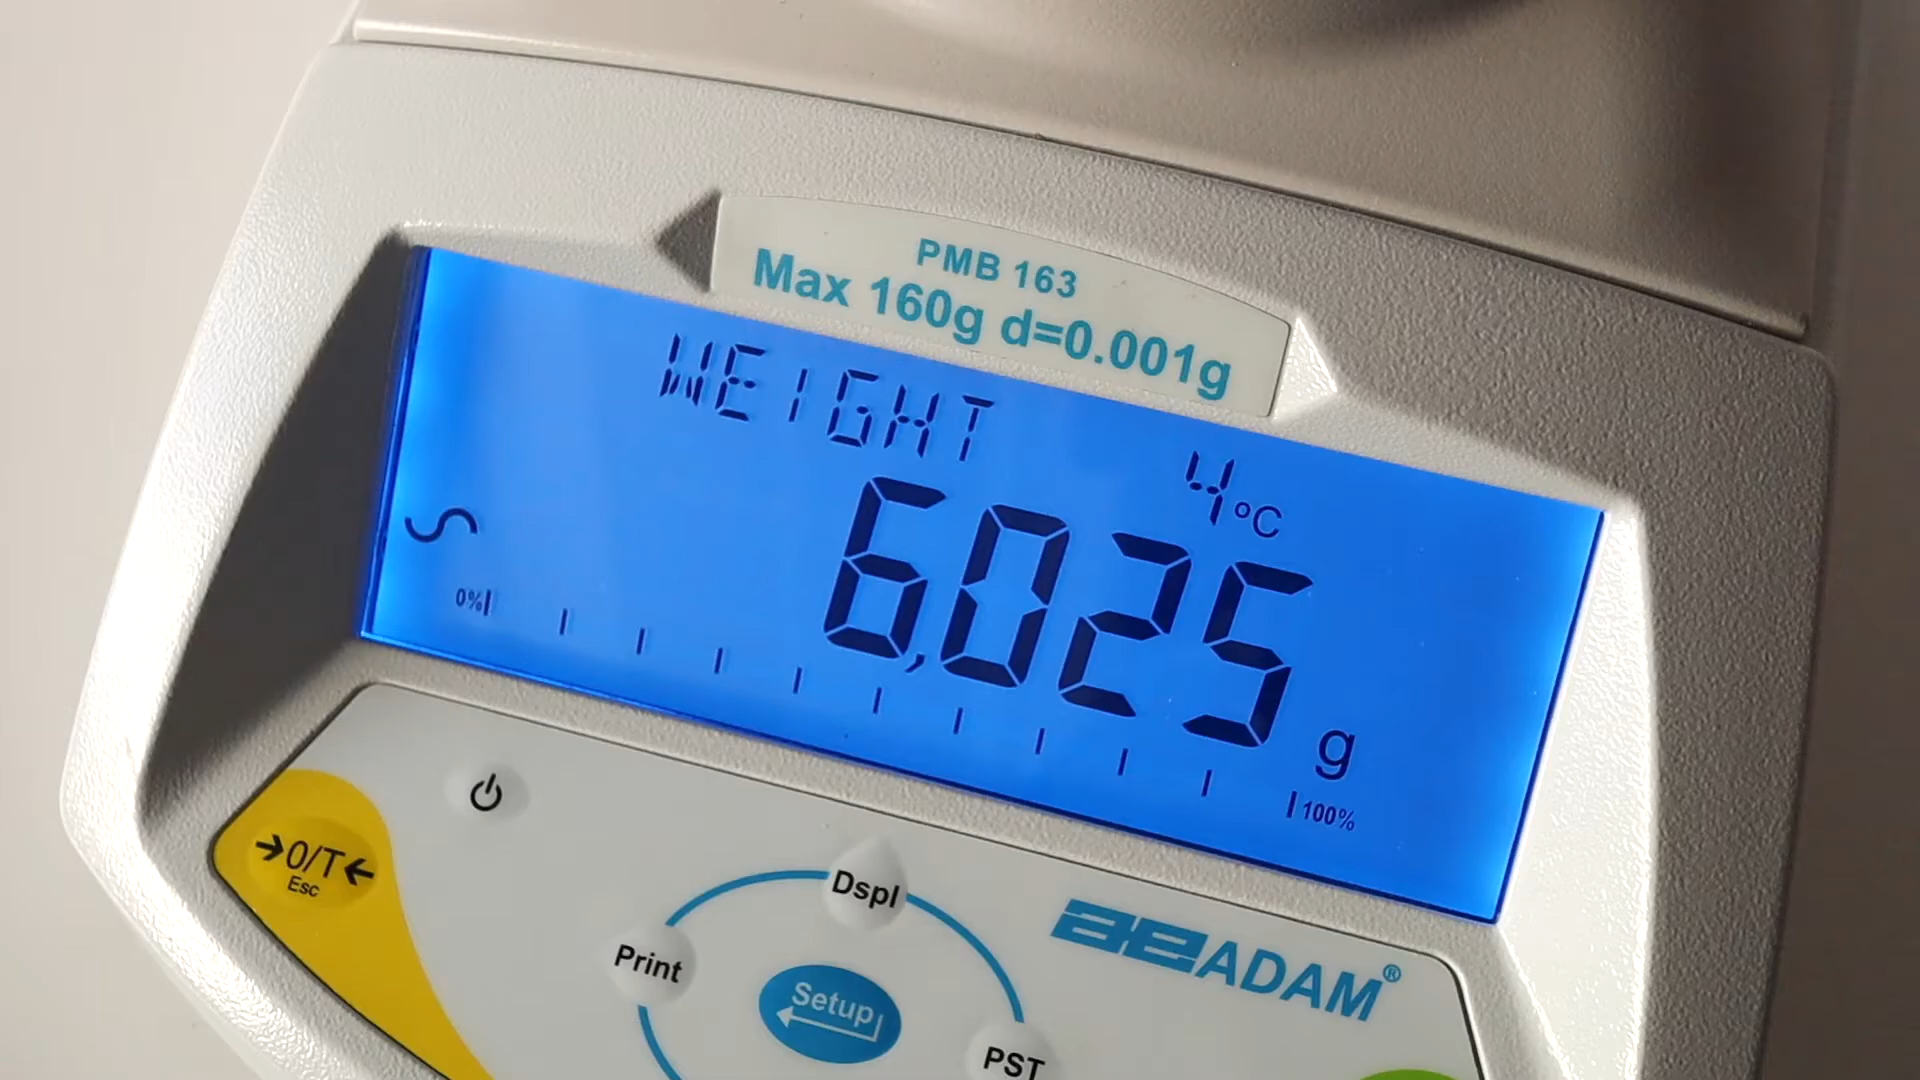 PMB 163
Max 160g d=0.001g
WEIGHT
4°C
6,025 g
0%
100%
→0/T←
Esc
Dspl
Print
Setup
PST
ae ADAM®